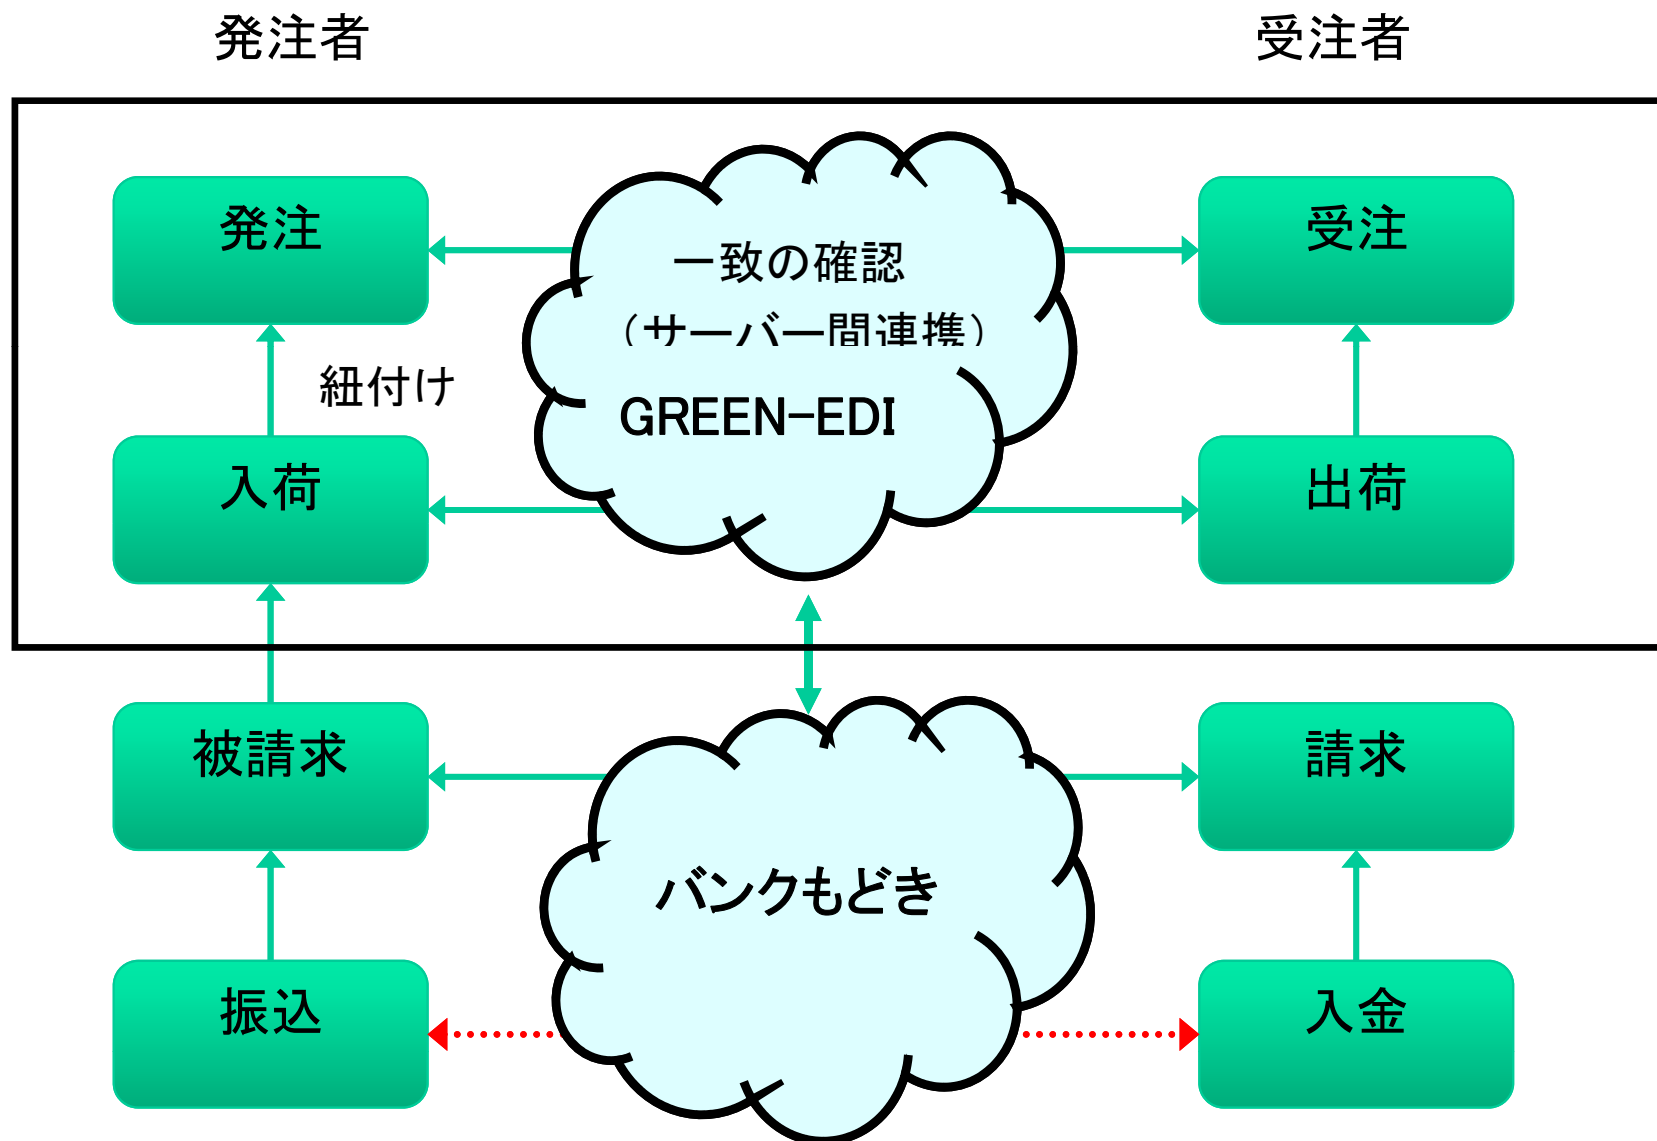 発注者
受注者
発注
受注
一致の確認
（サーバー間連携）
紐付け
GREEN-EDI
入荷
出荷
被請求
請求
バンクもどき
振込
入金